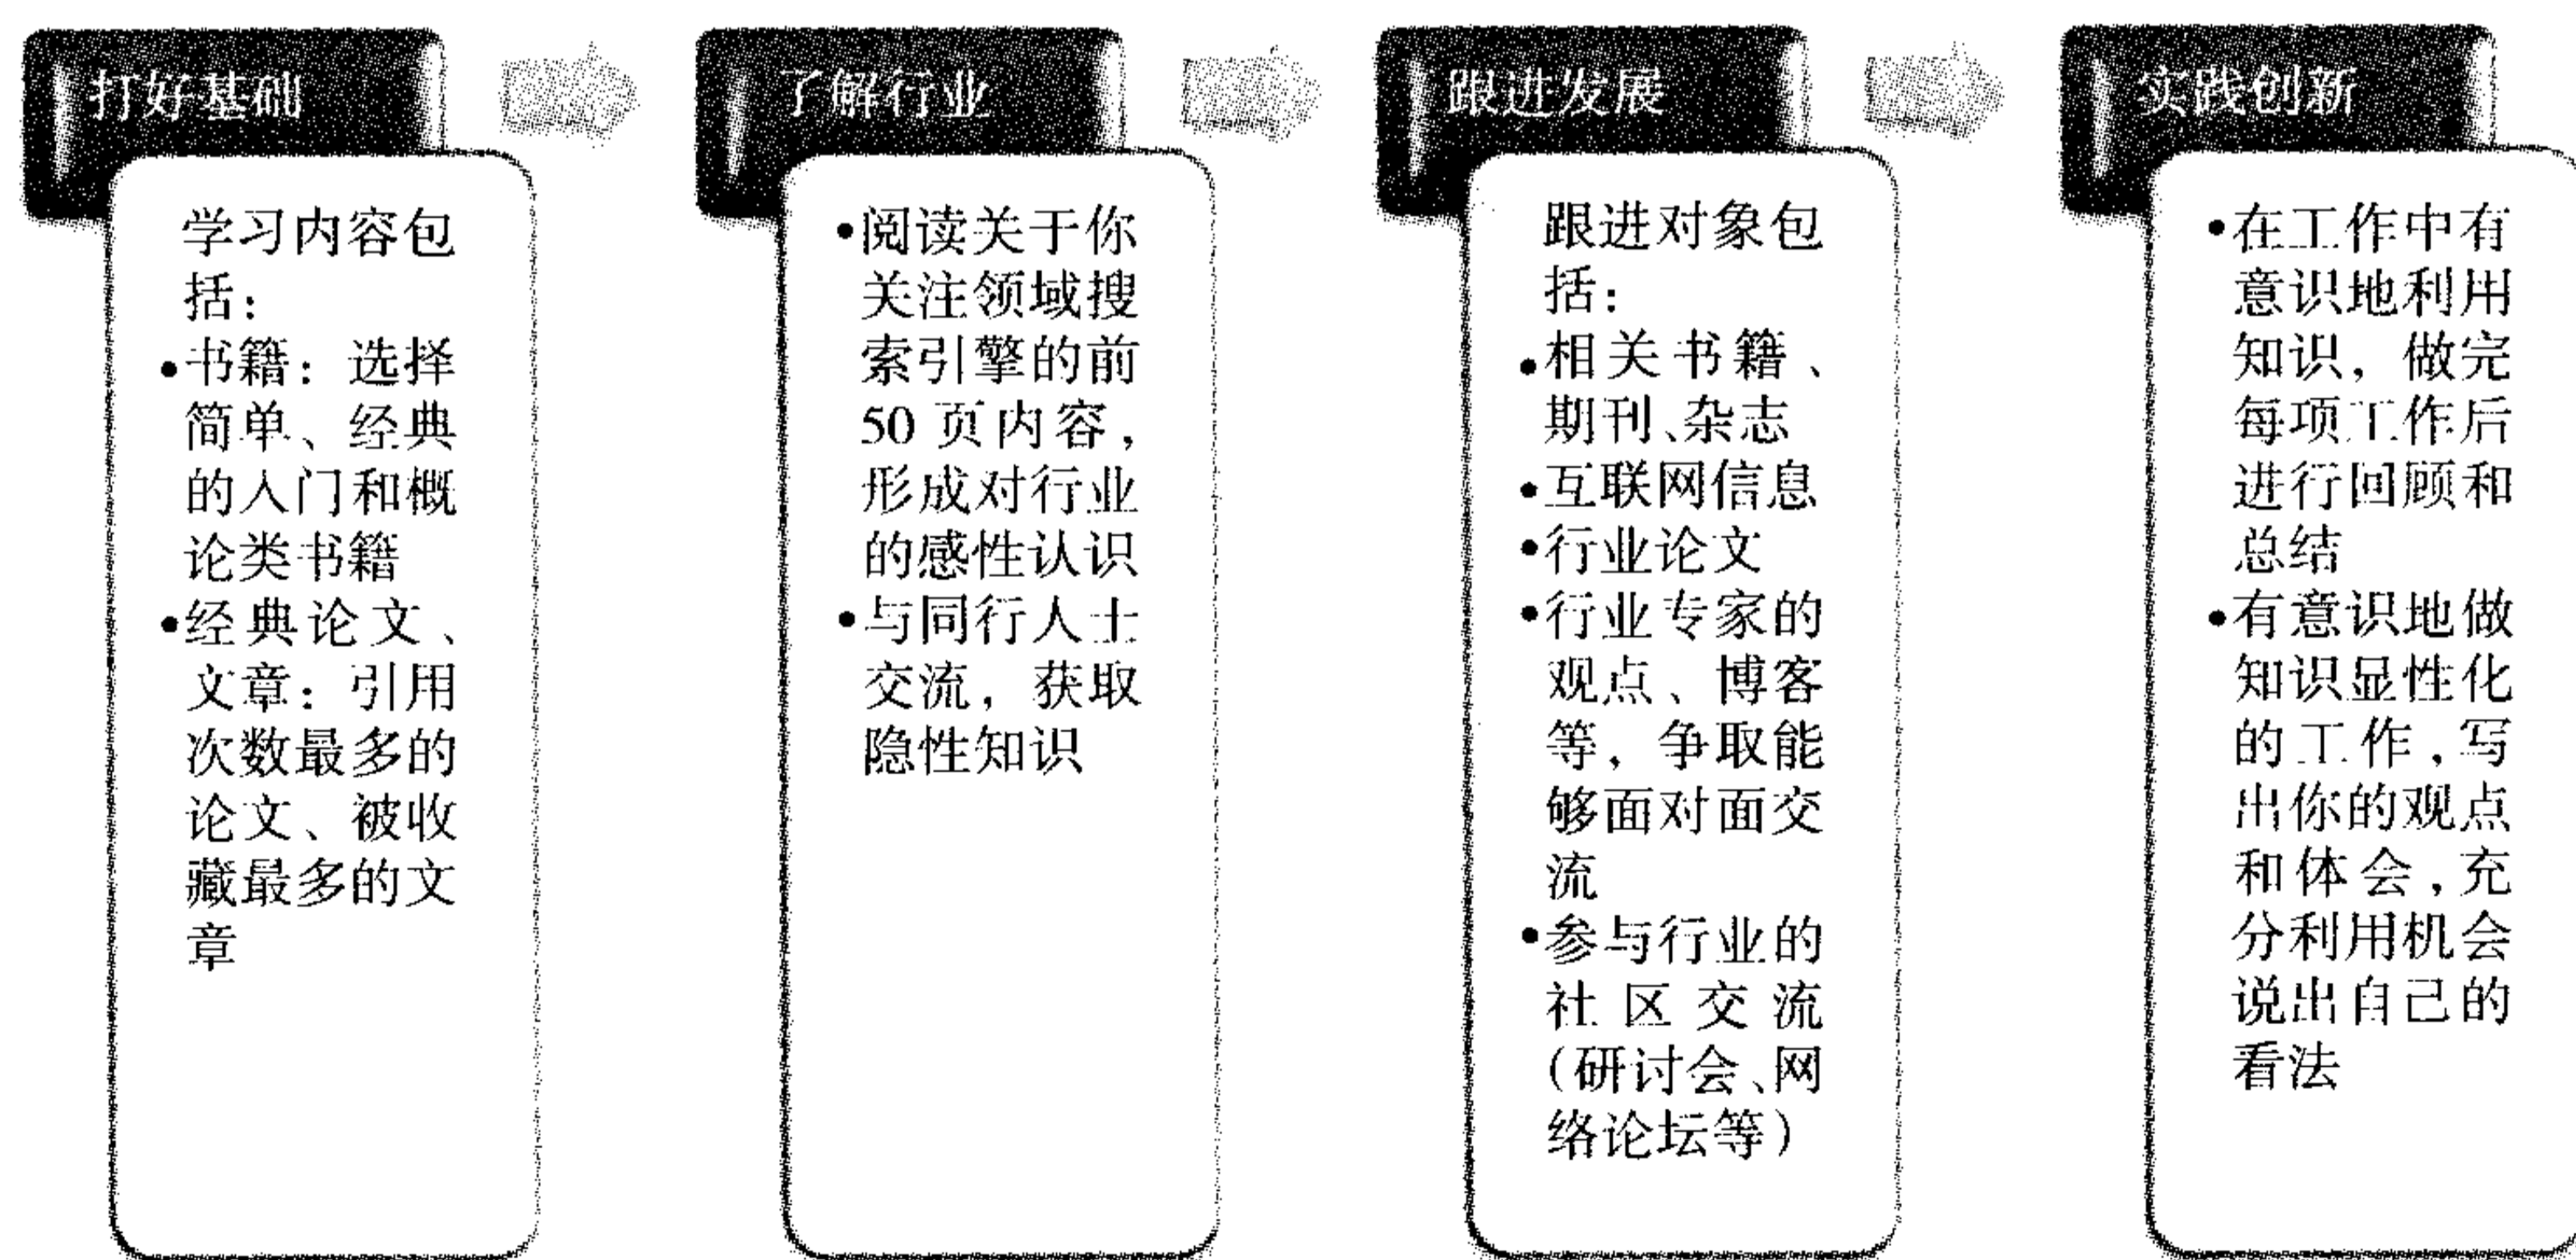 打好基础
学习内容包
括：
•书籍：选择
简单、经典
的入门和概
论类书籍
•经典论文、
文章：引用
次数最多的
论文、被收
藏最多的文
章
了解行业
•阅读关于你
关注领域搜
索引擎的前
50 页内容，
形成对行业
的感性认识
•与同行人士
交流，获取
隐性知识
跟进发展
跟进对象包
括：
•相关书籍、
期刊、杂志
•互联网信息
•行业论文
•行业专家的
观点、博客
等，争取能
够面对面交
流
•参与行业的
社区交流
（研讨会、网
络论坛等）
实践创新
•在工作中有
意识地利用
知识，做完
每项工作后
进行回顾和
总结
•有意识地做
知识显性化
的工作，写
出你的观点
和体会，充
分利用机会
说出自己的
看法